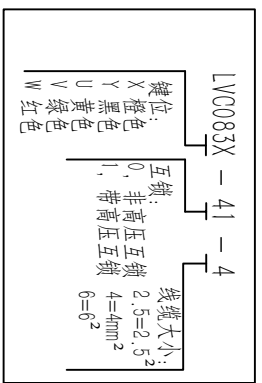 LVC083X - 41 - 4
键位:
X 橙色
Y 黑色
U 黄色
V 绿色
W 红色
互锁:
0, 非高压互锁
1, 带高压互锁
线缆大小:
2.5=2.5²
4=4mm²
6=6²